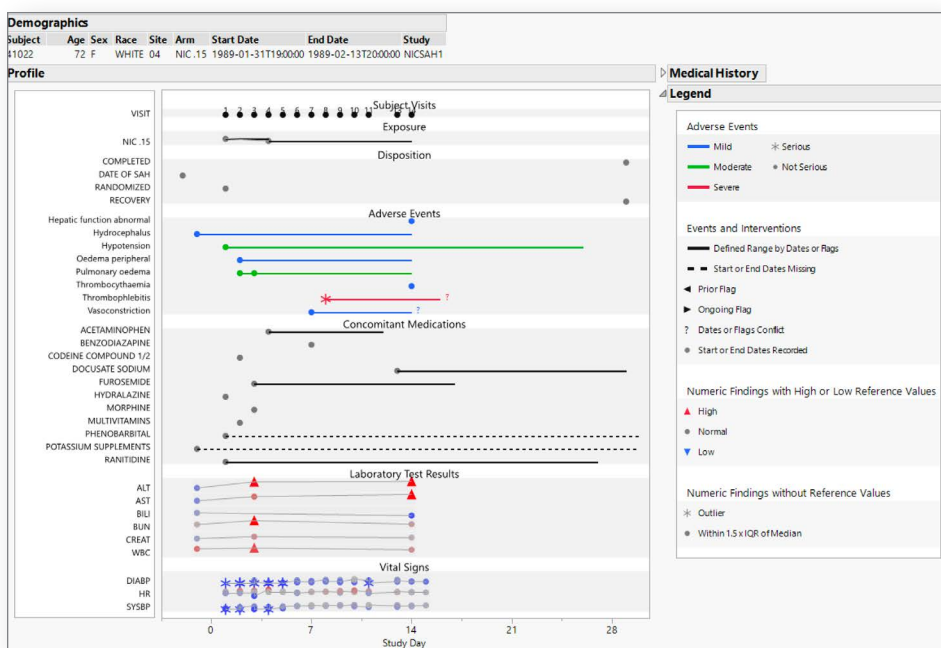 Demographics
Subject Age Sex Race Site Arm Start Date End Date Study
41022 72 F WHITE 04 NIC .15 1989-01-31T19:00:00 1989-02-13T20:00:00 NICSAH1
Profile
Medical History
Legend
Subject Visits
VISIT 1 2 3 4 5 6 7 8 9 10 11 13 14
Exposure
NIC .15
Disposition
COMPLETED
DATE OF SAH
RANDOMIZED
RECOVERY
Adverse Events
Hepatic function abnormal
Hydrocephalus
Hypotension
Oedema peripheral
Pulmonary oedema
Thrombocythaemia
Thrombophlebitis ?
Vasoconstriction ?
Concomitant Medications
ACETAMINOPHEN
BENZODIAZAPINE
CODEINE COMPOUND 1/2
DOCUSATE SODIUM
FUROSEMIDE
HYDRALAZINE
MORPHINE
MULTIVITAMINS
PHENOBARBITAL
POTASSIUM SUPPLEMENTS
RANITIDINE
Laboratory Test Results
ALT
AST
BILI
BUN
CREAT
WBC
Vital Signs
DIABP
HR
SYSBP
0 7 14 21 28
Study Day
Adverse Events
Mild Serious
Moderate Not Serious
Severe
Events and Interventions
Defined Range by Dates or Flags
Start or End Dates Missing
Prior Flag
Ongoing Flag
? Dates or Flags Conflict
Start or End Dates Recorded
Numeric Findings with High or Low Reference Values
High
Normal
Low
Numeric Findings without Reference Values
Outlier
Within 1.5 x IQR of Median